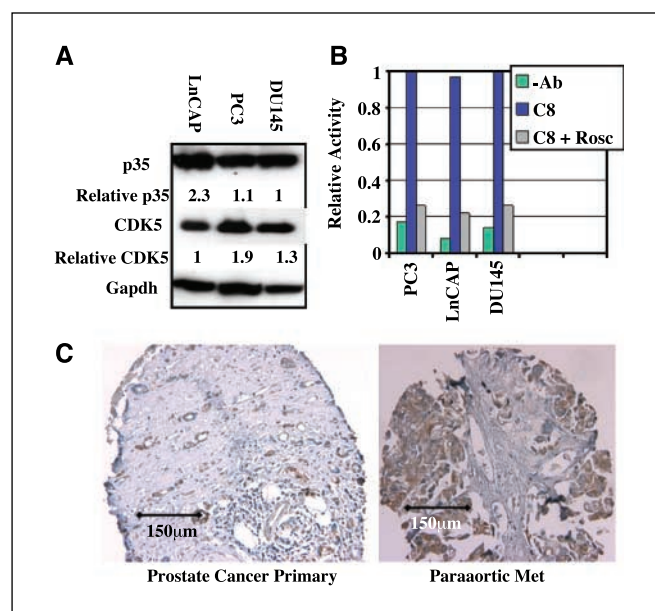 A
LnCAP
PC3
DU145
p35
Relative p35 2.3 1.1 1
CDK5
Relative CDK5 1 1.9 1.3
Gapdh
B
Relative Activity
1
0.8
0.6
0.4
0.2
0
PC3
LnCAP
DU145
-Ab
C8
C8 + Rosc
C
150μm
Prostate Cancer Primary
150μm
Paraaortic Met